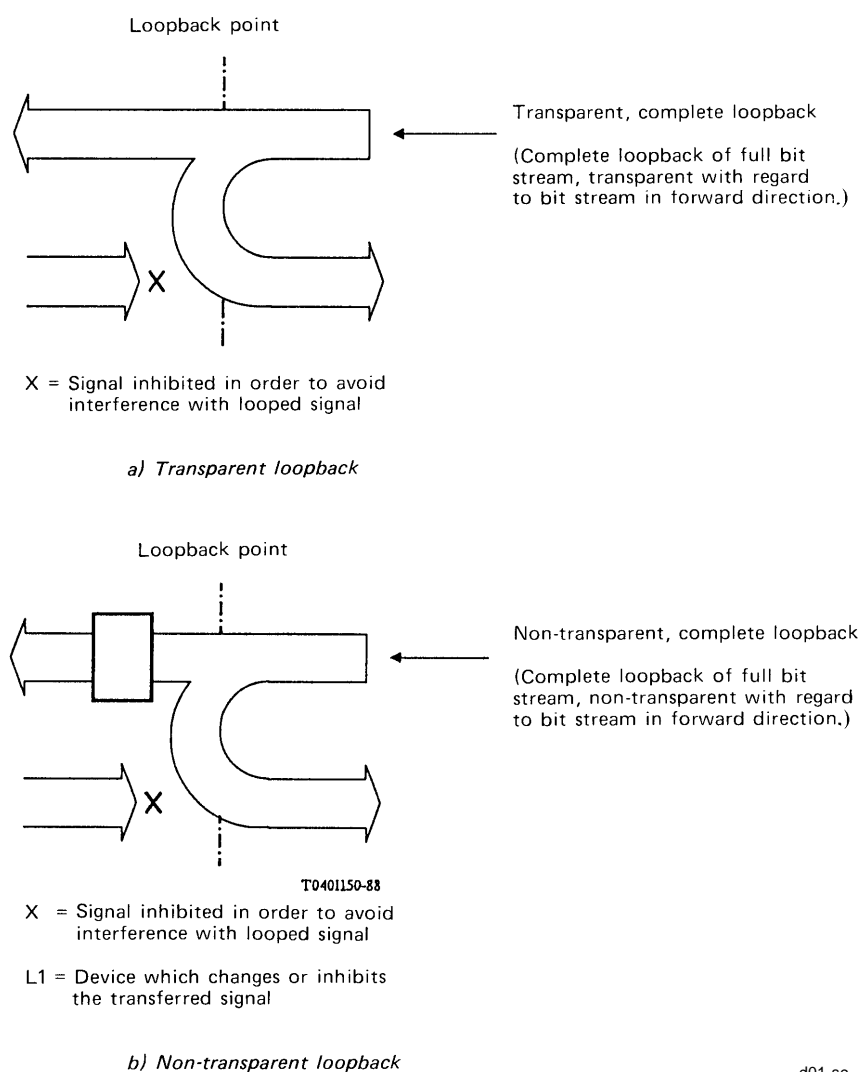 Loopback point
Transparent, complete loopback
(Complete loopback of full bit
stream, transparent with regard
to bit stream in forward direction.)
X
X = Signal inhibited in order to avoid
interference with looped signal
a) Transparent loopback
Loopback point
Non-transparent, complete loopback
(Complete loopback of full bit
stream, non-transparent with regard
to bit stream in forward direction.)
X
T0401150-88
X = Signal inhibited in order to avoid
interference with looped signal
L1 = Device which changes or inhibits
the transferred signal
b) Non-transparent loopback